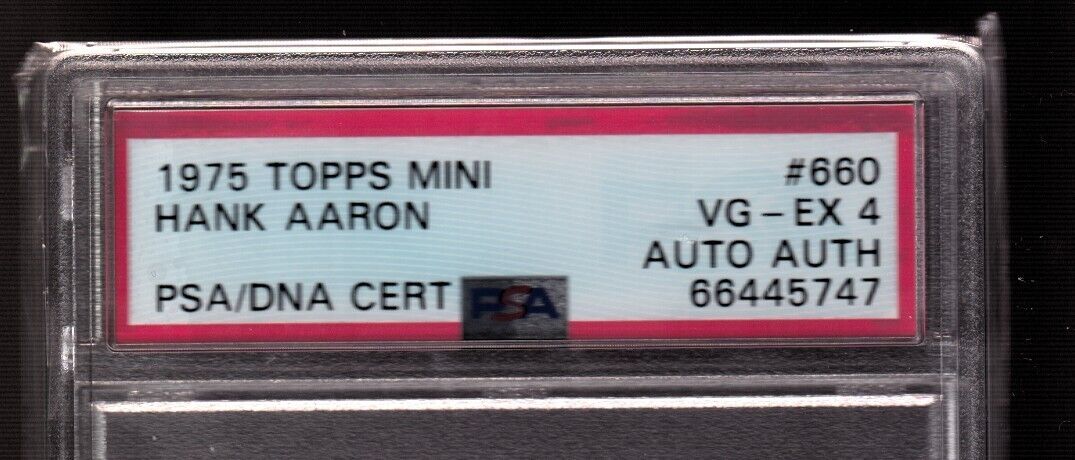 1975 TOPPS MINI #660
HANK AARON VG - EX 4
AUTO AUTH
PSA/DNA CERT PSA 66445747